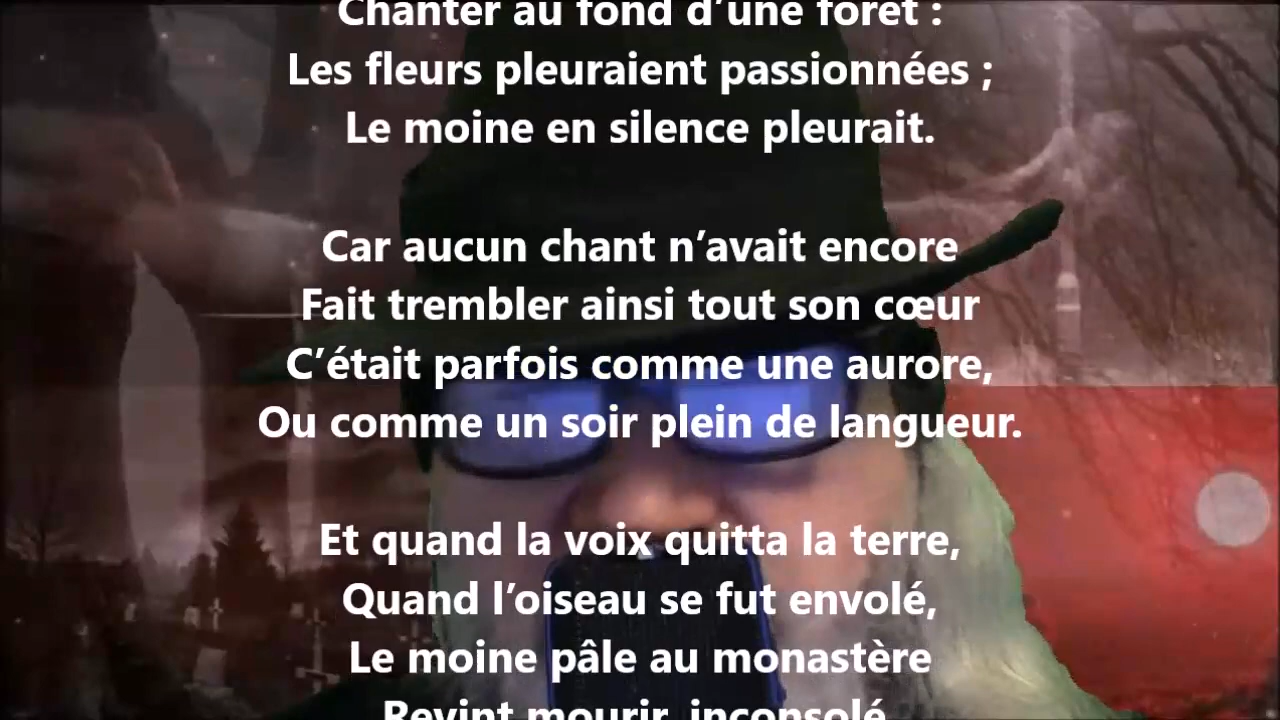 Chanter au fond d’une forêt :
Les fleurs pleuraient passionnées ;
Le moine en silence pleurait.
Car aucun chant n’avait encore
Fait trembler ainsi tout son cœur
C’était parfois comme une aurore,
Ou comme un soir plein de langueur.
Et quand la voix quitta la terre,
Quand l’oiseau se fut envolé,
Le moine pâle au monastère
Revint mourir, inconsolé